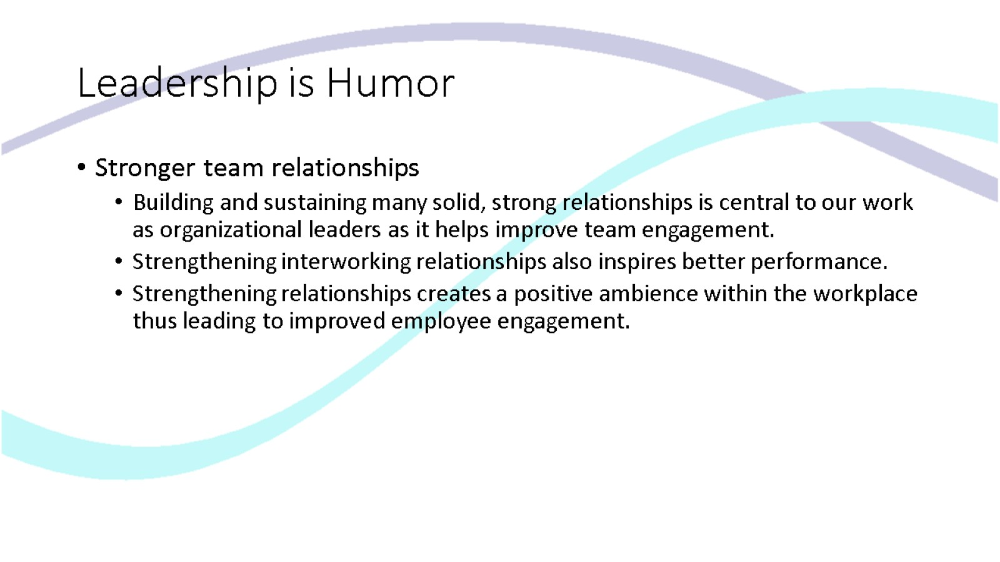 Leadership is Humor
• Stronger team relationships
• Building and sustaining many solid, strong relationships is central to our work
as organizational leaders as it helps improve team engagement.
• Strengthening interworking relationships also inspires better performance.
• Strengthening relationships creates a positive ambience within the workplace
thus leading to improved employee engagement.